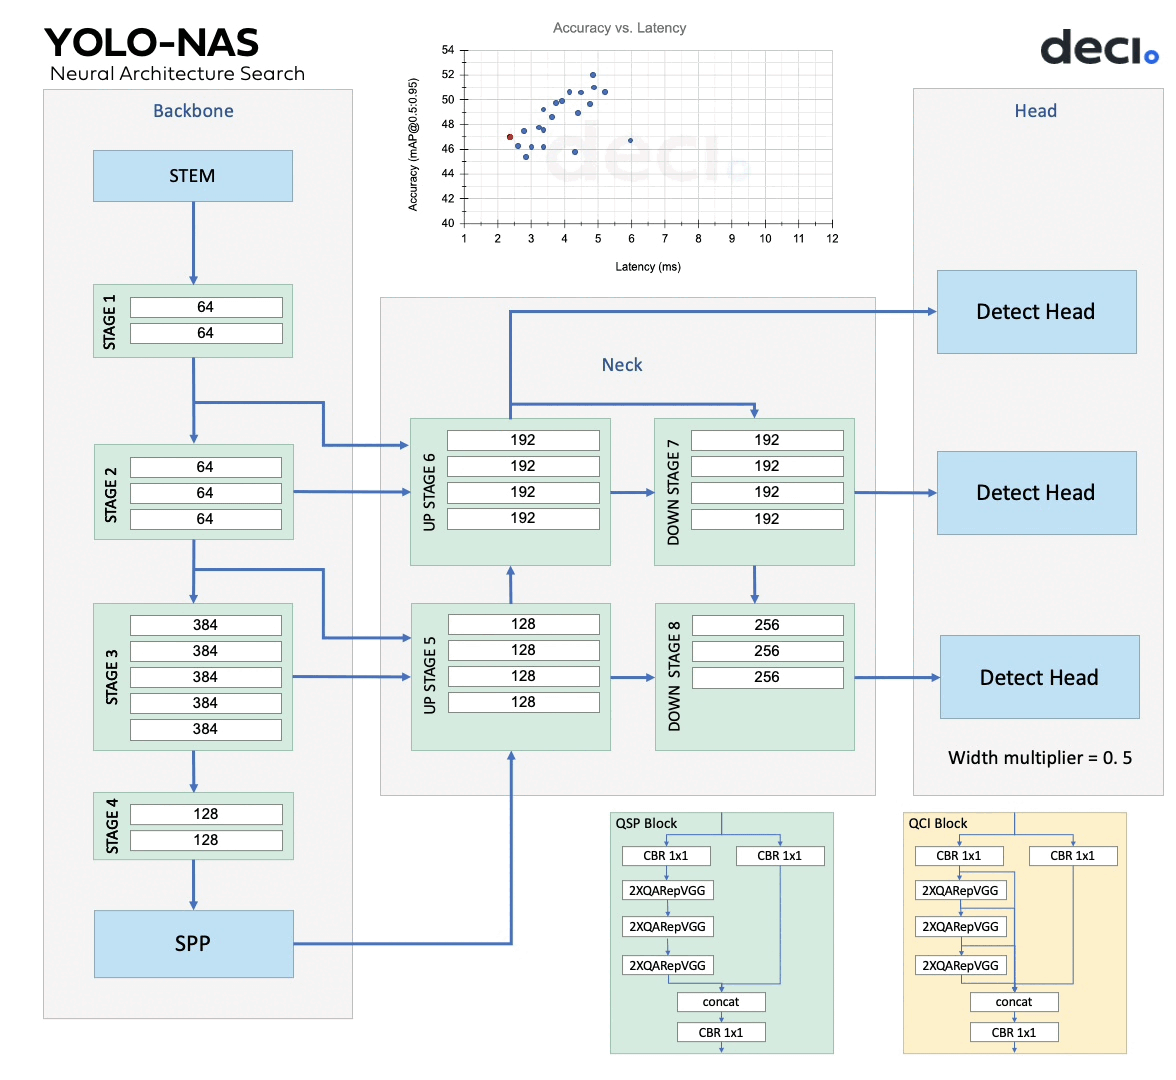 YOLO-NAS
Neural Architecture Search
deci.
Accuracy vs. Latency
Accuracy (mAP@0.5:0.95)
54
52
50
48
46
44
42
40
1 2 3 4 5 6 7 8 9 10 11 12
Latency (ms)
deci.
Backbone
STEM
STAGE 1
64
64
STAGE 2
64
64
64
STAGE 3
384
384
384
384
384
STAGE 4
128
128
SPP
Neck
UP STAGE 6
192
192
192
192
DOWN STAGE 7
192
192
192
192
UP STAGE 5
128
128
128
128
DOWN STAGE 8
256
256
256
Head
Detect Head
Detect Head
Detect Head
Width multiplier = 0. 5
QSP Block
CBR 1x1
CBR 1x1
2XQARepVGG
2XQARepVGG
2XQARepVGG
concat
CBR 1x1
QCI Block
CBR 1x1
CBR 1x1
2XQARepVGG
2XQARepVGG
2XQARepVGG
concat
CBR 1x1